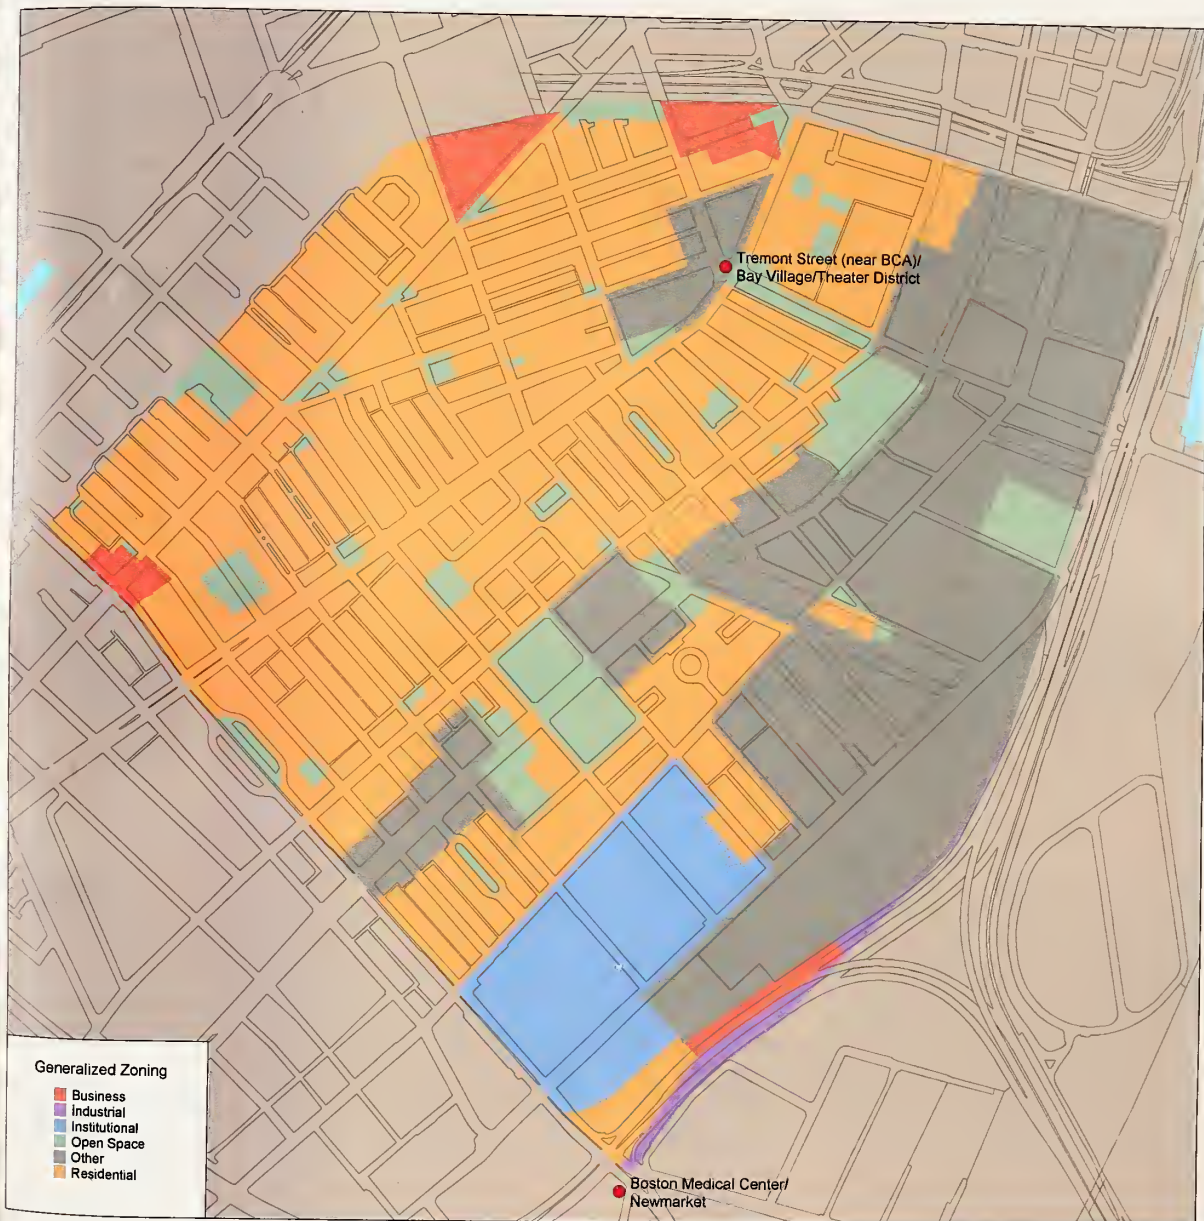 Tremont Street (near BCA)/
Bay Village/Theater District
Generalized Zoning
Business
Industrial
Institutional
Open Space
Other
Residential
Boston Medical Center/
Newmarket